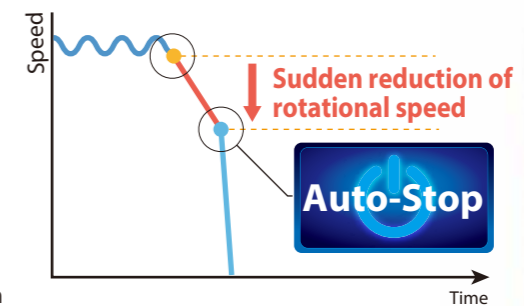 Speed
Sudden reduction of
rotational speed
Auto-Stop
Time